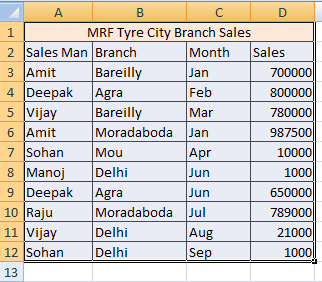 A B C D
1 MRF Tyre City Branch Sales
2 Sales Man Branch Month Sales
3 Amit Bareilly Jan 700000
4 Deepak Agra Feb 800000
5 Vijay Bareilly Mar 780000
6 Amit Moradaboda Jan 987500
7 Sohan Mou Apr 10000
8 Manoj Delhi Jun 1000
9 Deepak Agra Jun 650000
10 Raju Moradaboda Jul 789000
11 Vijay Delhi Aug 21000
12 Sohan Delhi Sep 1000
13